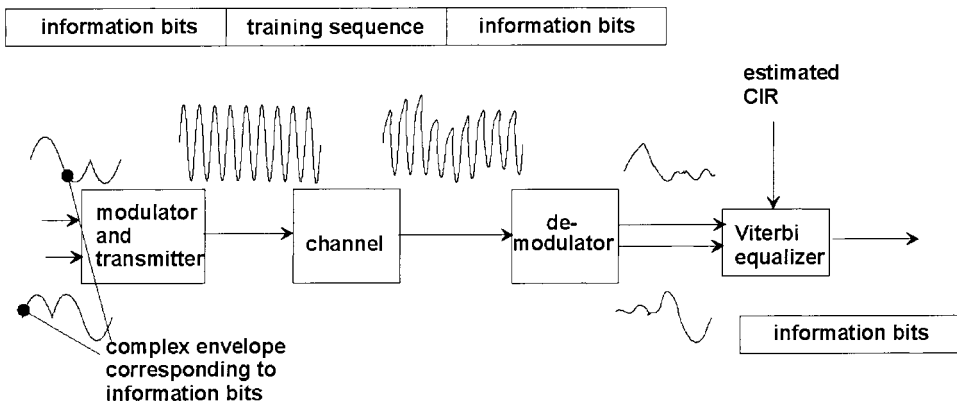 information bits training sequence information bits
estimated
CIR
modulator
and
transmitter
channel
de-
modulator
Viterbi
equalizer
information bits
complex envelope
corresponding to
information bits